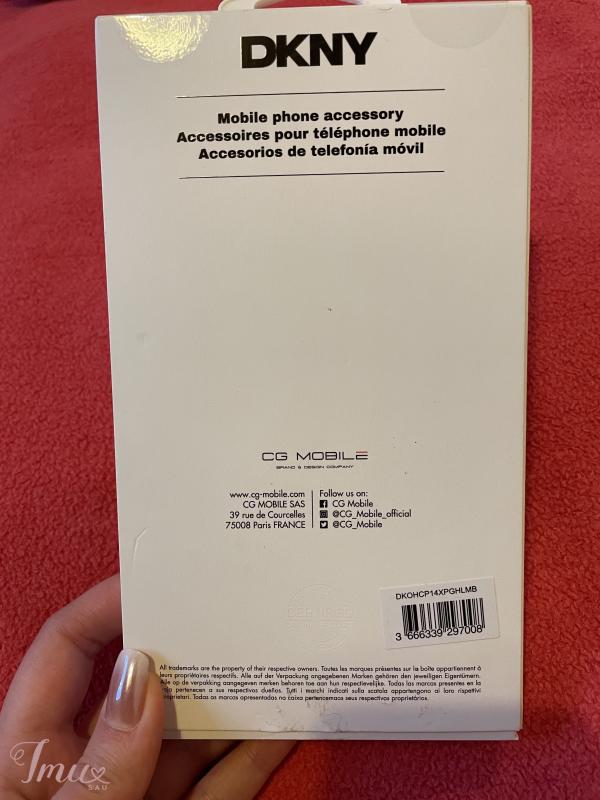 DKNY
Mobile phone accessory
Accessoires pour téléphone mobile
Accesorios de telefonía móvil
CG MOBILE
BRAND & DESIGN COMPANY
www.cg-mobile.com
CG MOBILE SAS
39 rue de Courcelles
75008 Paris FRANCE
Follow us on:
CG Mobile
@CG_Mobile_official
@CG_Mobile
CERTIFIED
DKOHCP14XPGHLMB
3 666339 297008
All trademarks are the property of their respective owners. Toutes les marques présentes sur la boîte appartiennent à
leurs propriétaires respectifs. Alle auf der Verpackung angegebenen Marken gehören den jeweiligen Eigentümern.
Alle op de verpakking aangegeven merken behoren toe aan hun respectievelijke. Todas las marcas presentes en la
caja pertenecen a sus respectivos dueños. Tutti i marchi indicati sulla scatola appartengono ai loro rispettivi
proprietari. Todas as marcas apresentadas na caixa pertencemaos seus respectivos proprietários.
Imu
SAU